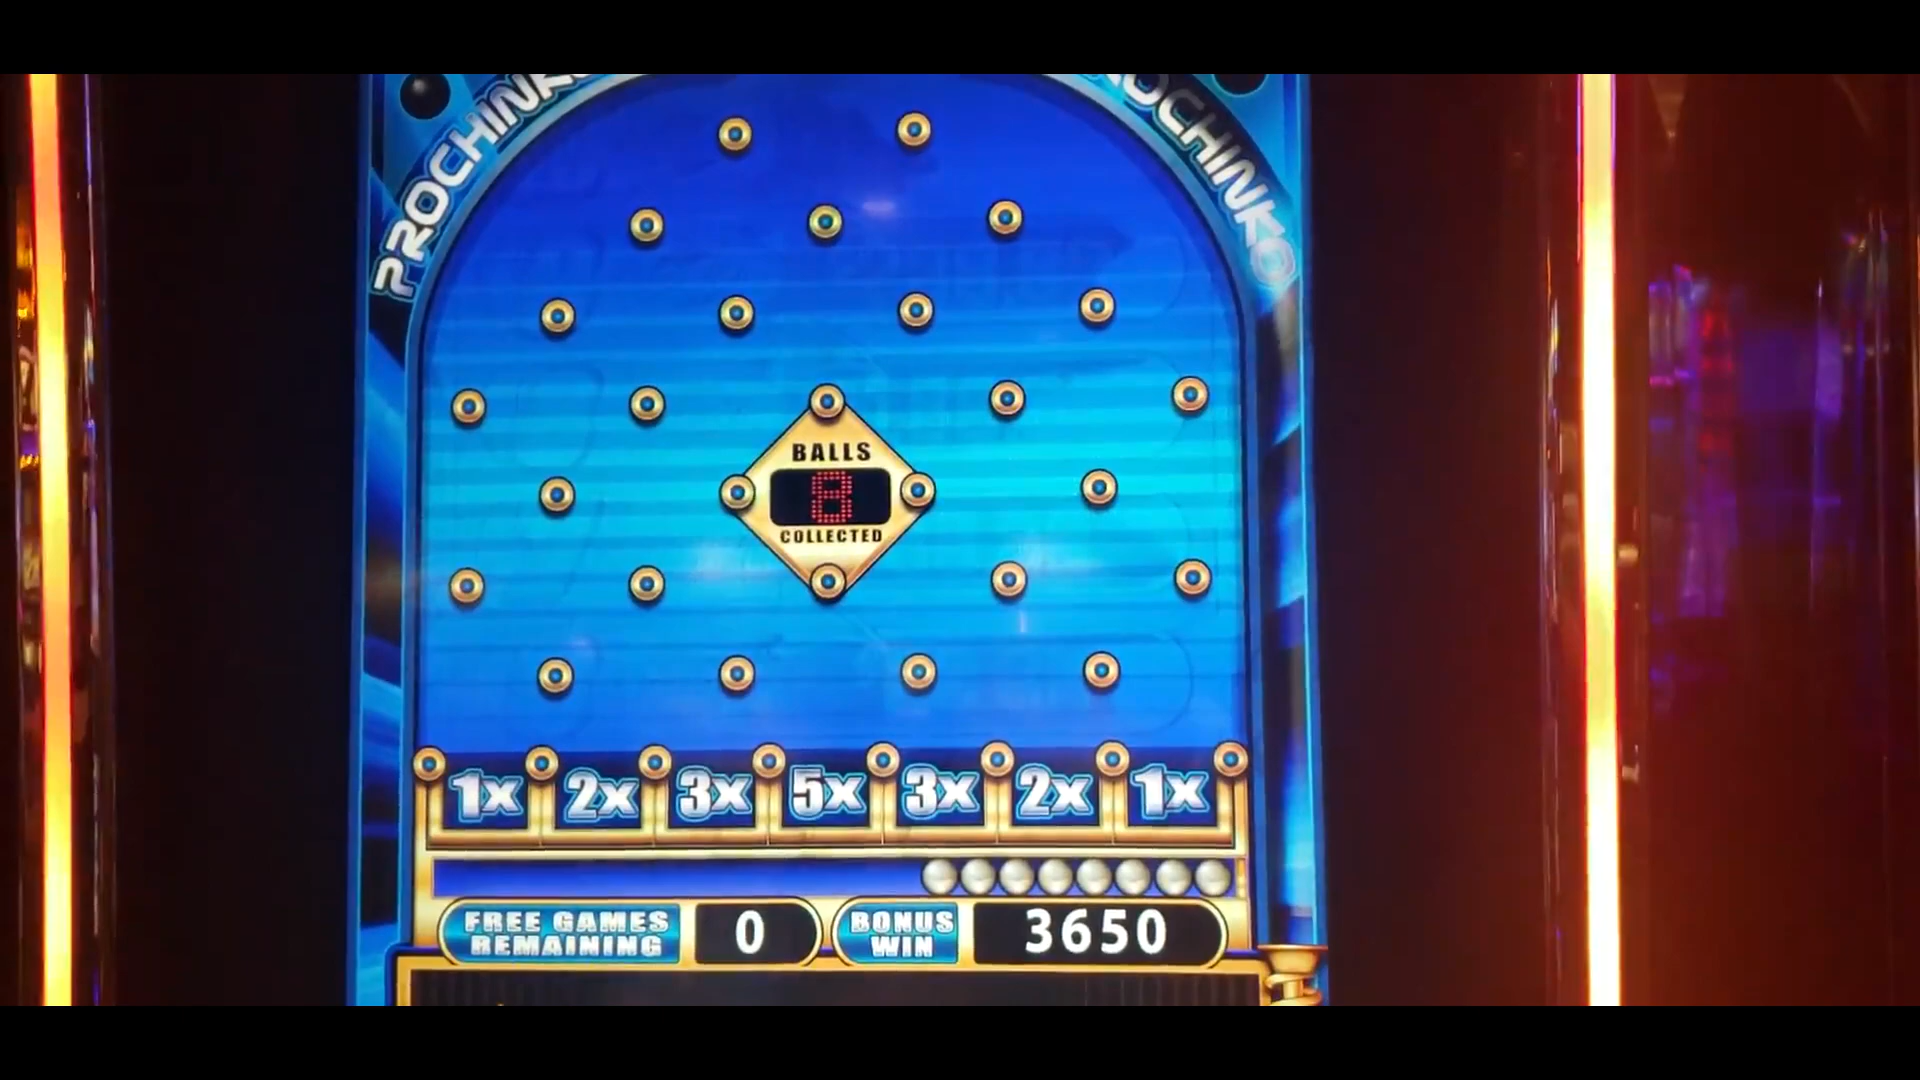 PROCHINKO
PROCHINKO
BALLS
8
COLLECTED
1X 2X 3X 5X 3X 2X 1X
FREE GAMES
REMAINING
0
BONUS
WIN
3650